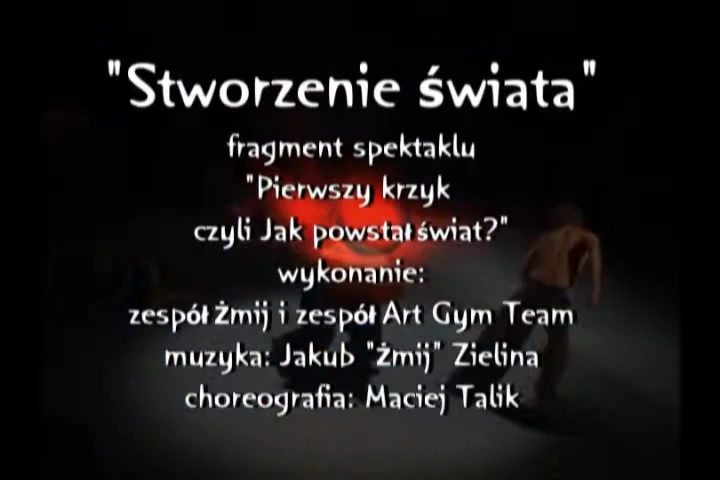 "Stworzenie świata"
fragment spektaklu
"Pierwszy krzyk
czyli Jak powstał świat?"
wykonanie:
zespół Żmij i zespół Art Gym Team
muzyka: Jakub "żmij" Zielina
choreografia: Maciej Talik